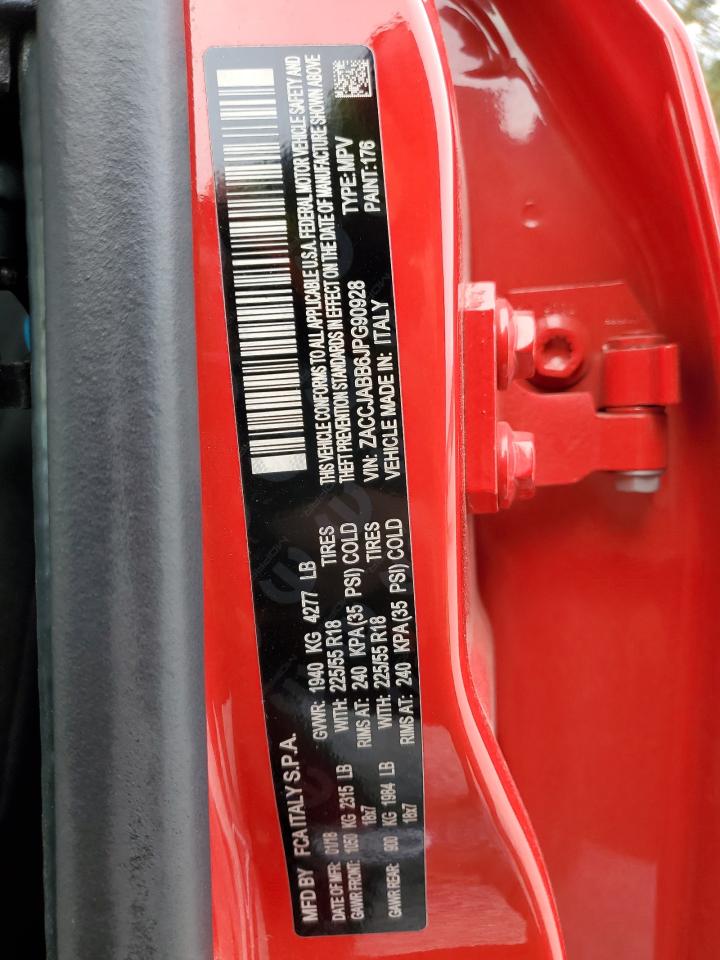 MFD BY FCA ITALY S.P.A.
DATE OF MFR: 01/18 GVWR: 1940 KG 4277 LB
GAWR FRONT: 1050 KG 2315 LB WITH: 225/55 R18 TIRES
18x7 RIMS AT: 240 KPA(35 PSI) COLD
GAWR REAR: 900 KG 1984 LB WITH: 225/55 R18 TIRES
18x7 RIMS AT: 240 KPA(35 PSI) COLD
THIS VEHICLE CONFORMS TO ALL APPLICABLE U.S.A. FEDERAL MOTOR VEHICLE SAFETY AND
THEFT PREVENTION STANDARDS IN EFFECT ON THE DATE OF MANUFACTURE SHOWN ABOVE
VIN: ZACCJABB6JPG90928 TYPE: MPV
VEHICLE MADE IN: ITALY PAINT:176